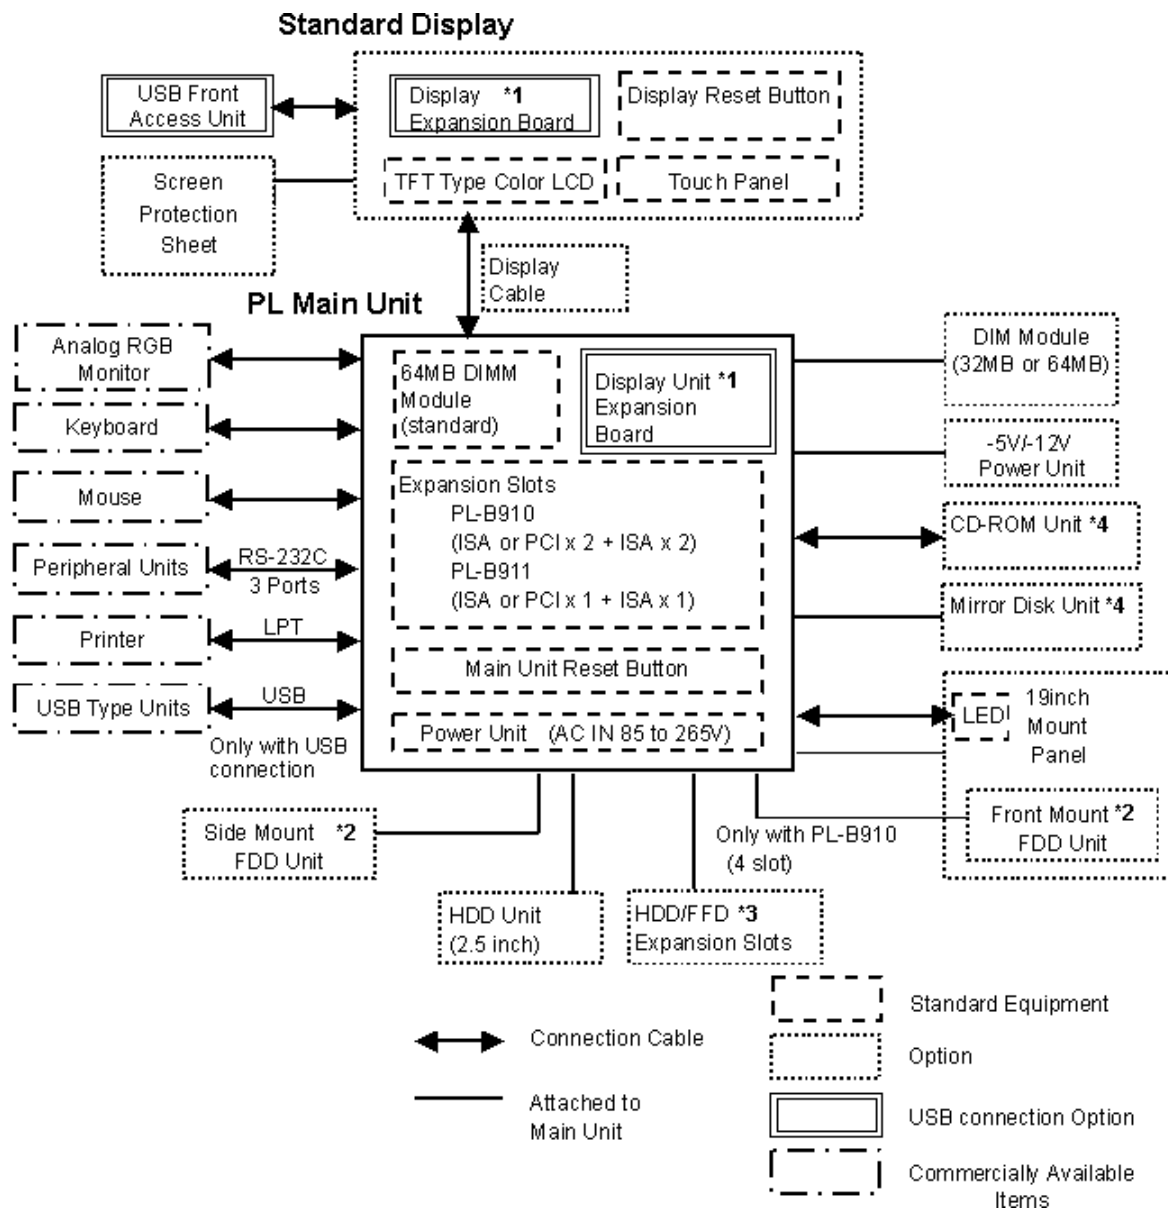 Standard Display
USB Front
Access Unit
Display *1
Expansion Board
Display Reset Button
TFT Type Color LCD
Touch Panel
Screen
Protection
Sheet
Display
Cable
PL Main Unit
Analog RGB
Monitor
Keyboard
Mouse
Peripheral Units
RS-232C
3 Ports
Printer
LPT
USB Type Units
USB
Only with USB
connection
64MB DIMM
Module
(standard)
Display Unit *1
Expansion
Board
Expansion Slots
PL-B910
(ISA or PCI x 2 + ISA x 2)
PL-B911
(ISA or PCI x 1 + ISA x 1)
Main Unit Reset Button
Power Unit (AC IN 85 to 265V)
DIM Module
(32MB or 64MB)
-5V/-12V
Power Unit
CD-ROM Unit *4
Mirror Disk Unit *4
LED
19inch
Mount
Panel
Front Mount *2
FDD Unit
Side Mount *2
FDD Unit
Only with PL-B910
(4 slot)
HDD Unit
(2.5 inch)
HDD/FFD *3
Expansion Slots
Connection Cable
Attached to
Main Unit
Standard Equipment
Option
USB connection Option
Commercially Available
Items